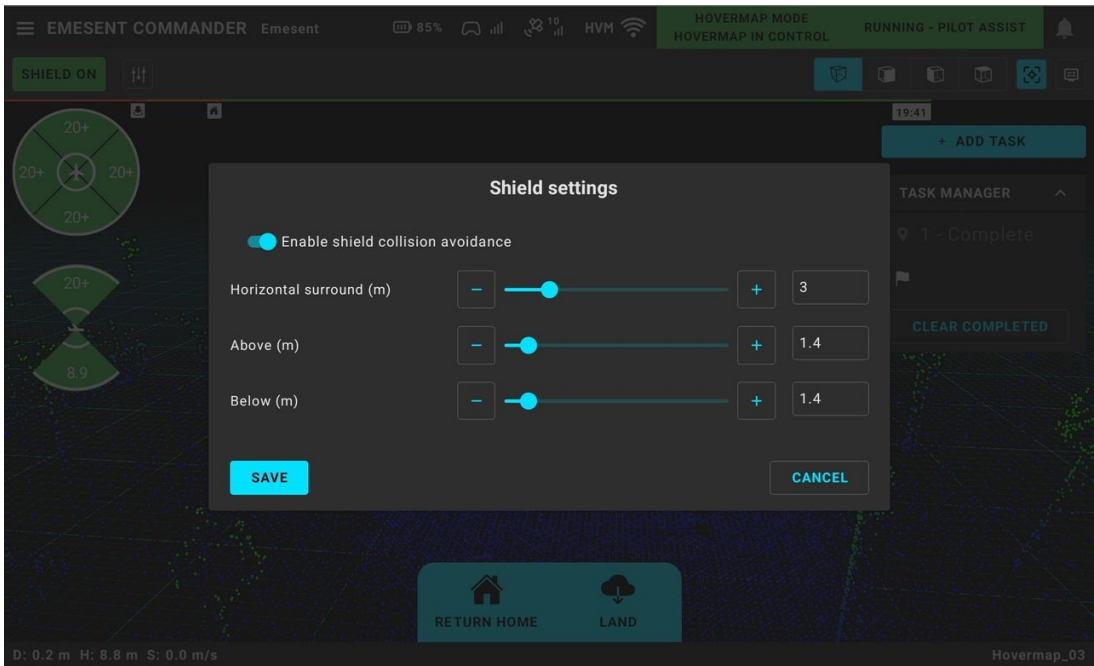 EMESENT COMMANDER Emesent 85% 10 HVM HOVERMAP MODE RUNNING - PILOT ASSIST
HOVERMAP IN CONTROL
SHIELD ON
19:41
20+
20+ 20+
20+
+ ADD TASK
Shield settings
TASK MANAGER
Enable shield collision avoidance
1 - Complete
20+
Horizontal surround (m) − + 3
CLEAR COMPLETED
Above (m) − + 1.4
8.9
Below (m) − + 1.4
SAVE CANCEL
RETURN HOME LAND
D: 0.2 m H: 8.8 m S: 0.0 m/s Hovermap_03